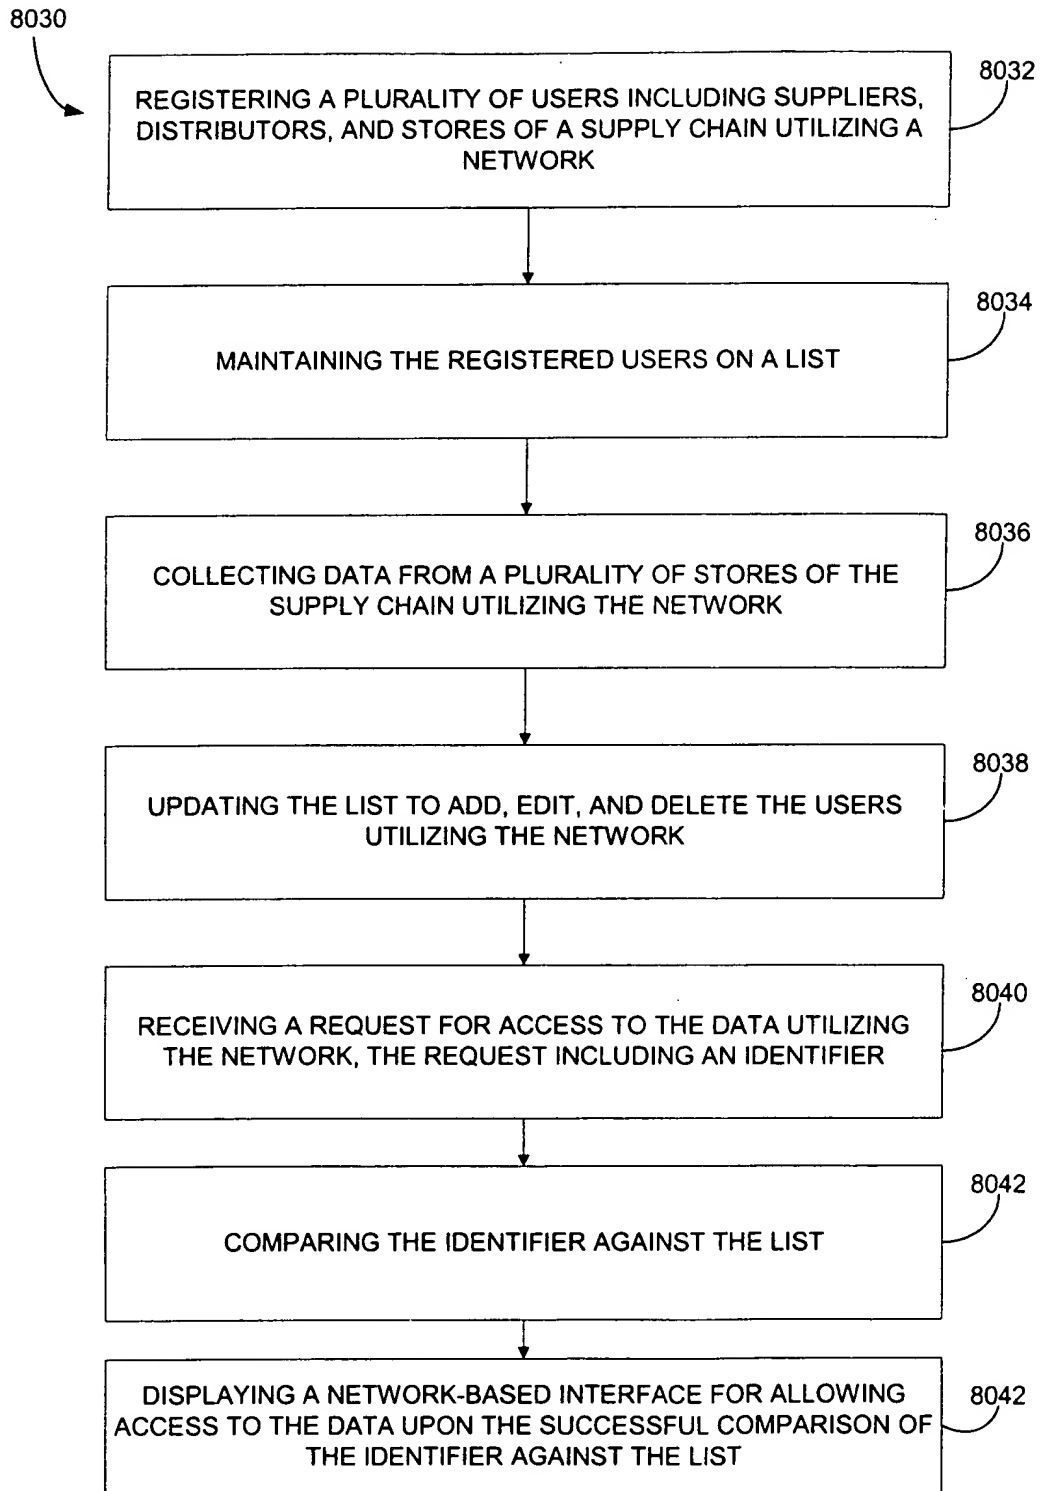 8030
8032
REGISTERING A PLURALITY OF USERS INCLUDING SUPPLIERS,
DISTRIBUTORS, AND STORES OF A SUPPLY CHAIN UTILIZING A
NETWORK
8034
MAINTAINING THE REGISTERED USERS ON A LIST
8036
COLLECTING DATA FROM A PLURALITY OF STORES OF THE
SUPPLY CHAIN UTILIZING THE NETWORK
8038
UPDATING THE LIST TO ADD, EDIT, AND DELETE THE USERS
UTILIZING THE NETWORK
8040
RECEIVING A REQUEST FOR ACCESS TO THE DATA UTILIZING
THE NETWORK, THE REQUEST INCLUDING AN IDENTIFIER
8042
COMPARING THE IDENTIFIER AGAINST THE LIST
8042
DISPLAYING A NETWORK-BASED INTERFACE FOR ALLOWING
ACCESS TO THE DATA UPON THE SUCCESSFUL COMPARISON OF
THE IDENTIFIER AGAINST THE LIST